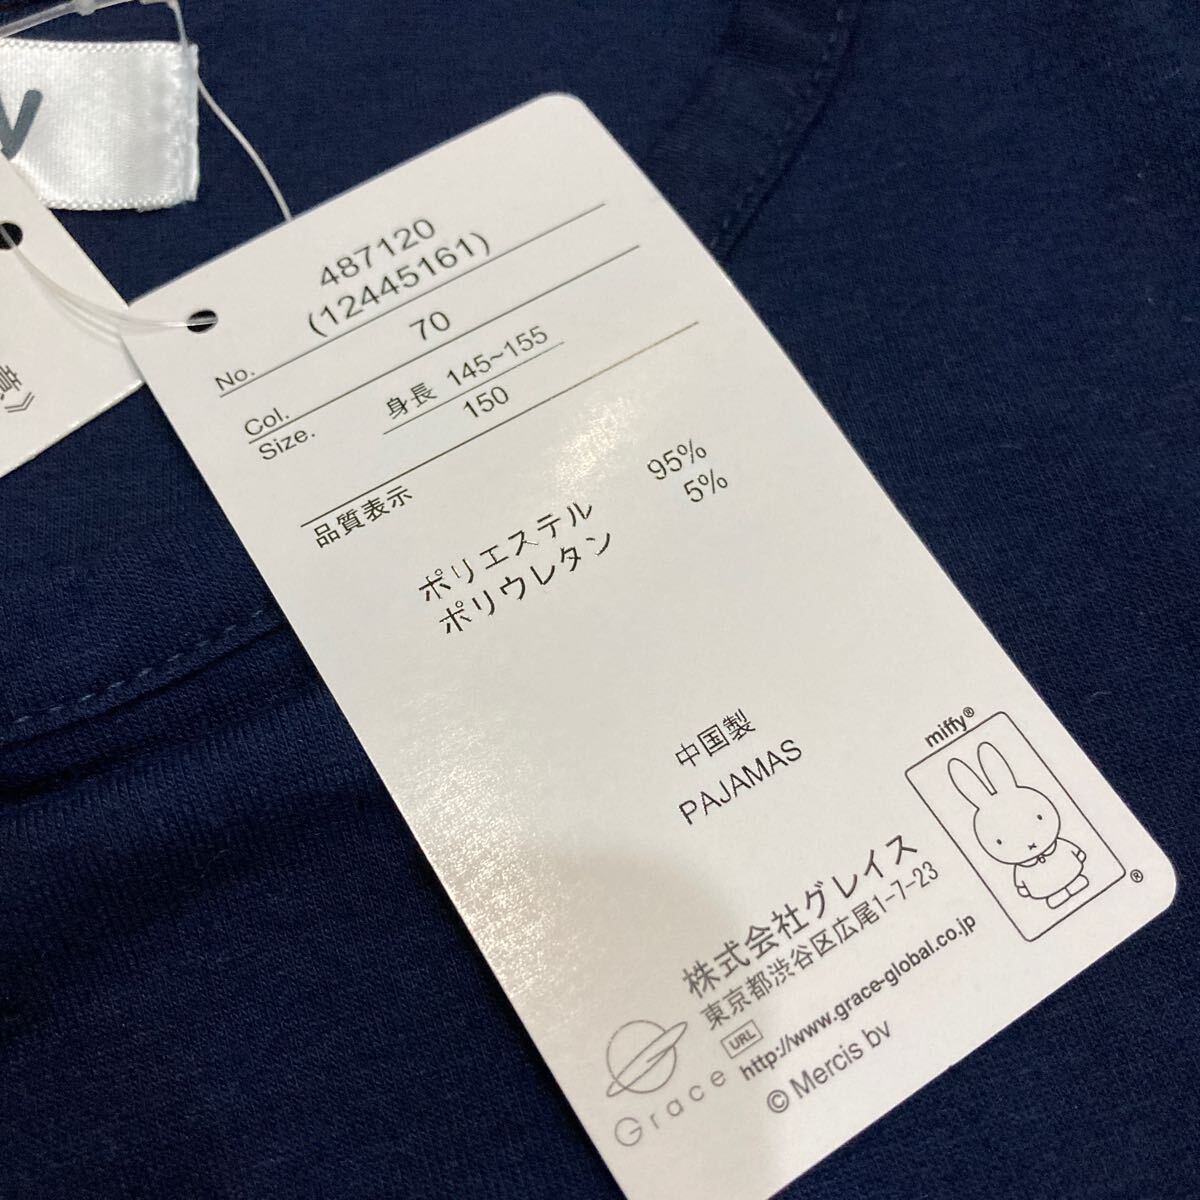 No. 487120
(12445161)
Col. 70
Size. 身長 145~155
150
品質表示
ポリエステル 95%
ポリウレタン 5%
中国製
PAJAMAS
miffy®
®
株式会社グレイス
東京都渋谷区広尾1-7-23
URL
http://www.grace-global.co.jp
© Mercis bv
Grace